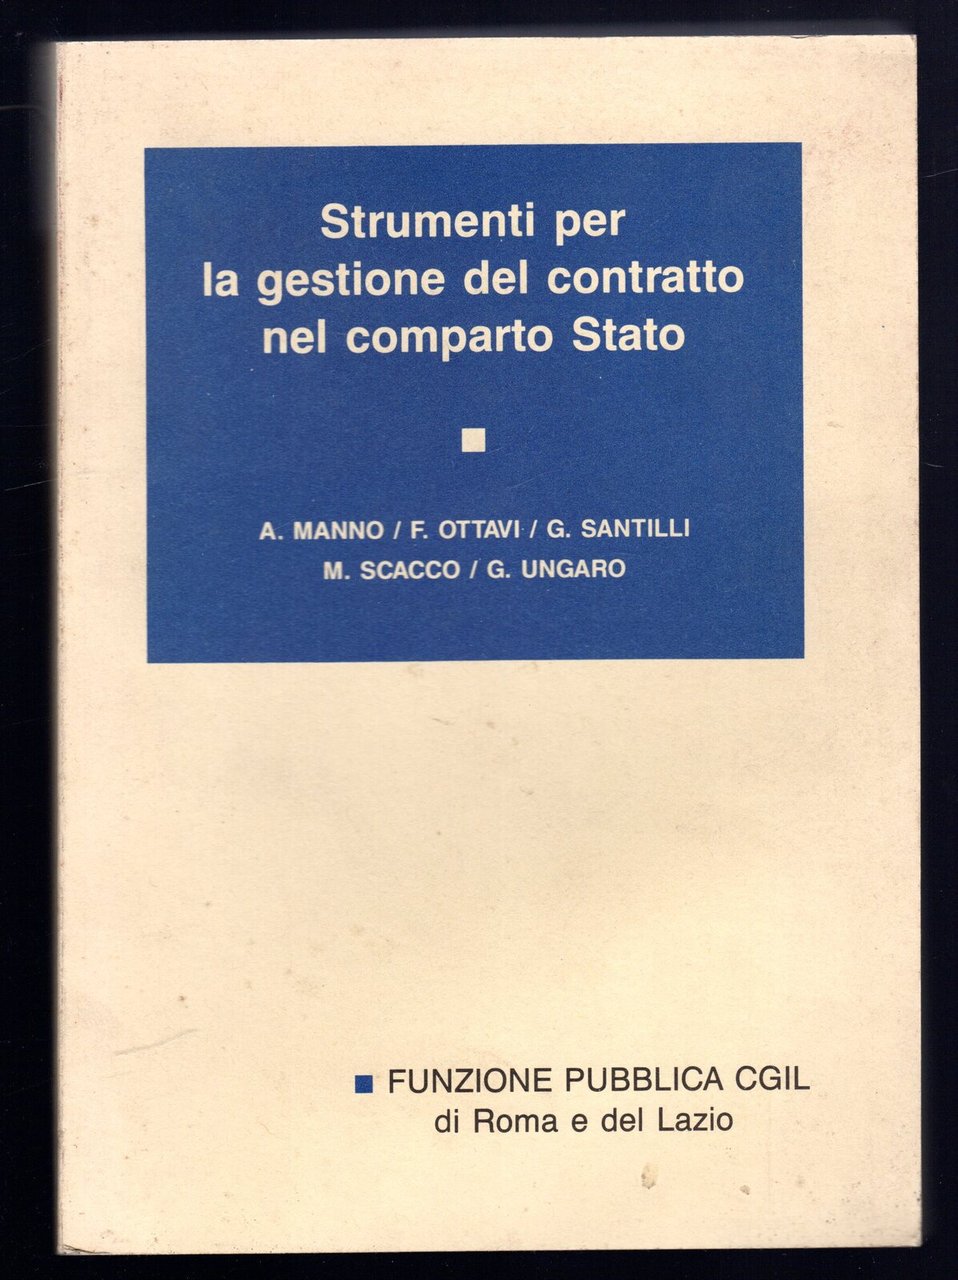 Strumenti per
la gestione del contratto
nel comparto Stato
A. MANNO / F. OTTAVI / G. SANTILLI
M. SCACCO / G. UNGARO
FUNZIONE PUBBLICA CGIL
di Roma e del Lazio